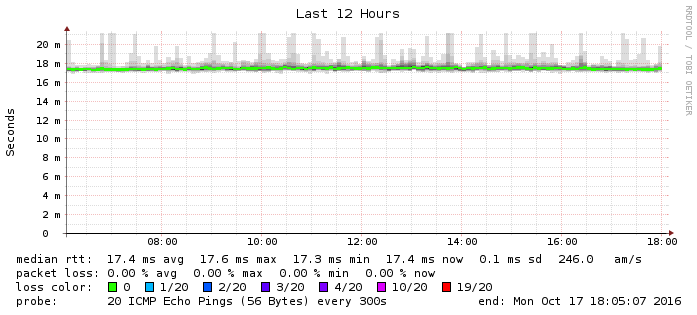 Last 12 Hours
RRDTOOL / TOBI OETIKER
Seconds
20 m
18 m
16 m
14 m
12 m
10 m
8 m
6 m
4 m
2 m
0
08:00 10:00 12:00 14:00 16:00 18:00
median rtt: 17.4 ms avg 17.6 ms max 17.3 ms min 17.4 ms now 0.1 ms sd 246.0 am/s
packet loss: 0.00 % avg 0.00 % max 0.00 % min 0.00 % now
loss color: 0 1/20 2/20 3/20 4/20 10/20 19/20
probe: 20 ICMP Echo Pings (56 Bytes) every 300s end: Mon Oct 17 18:05:07 2016